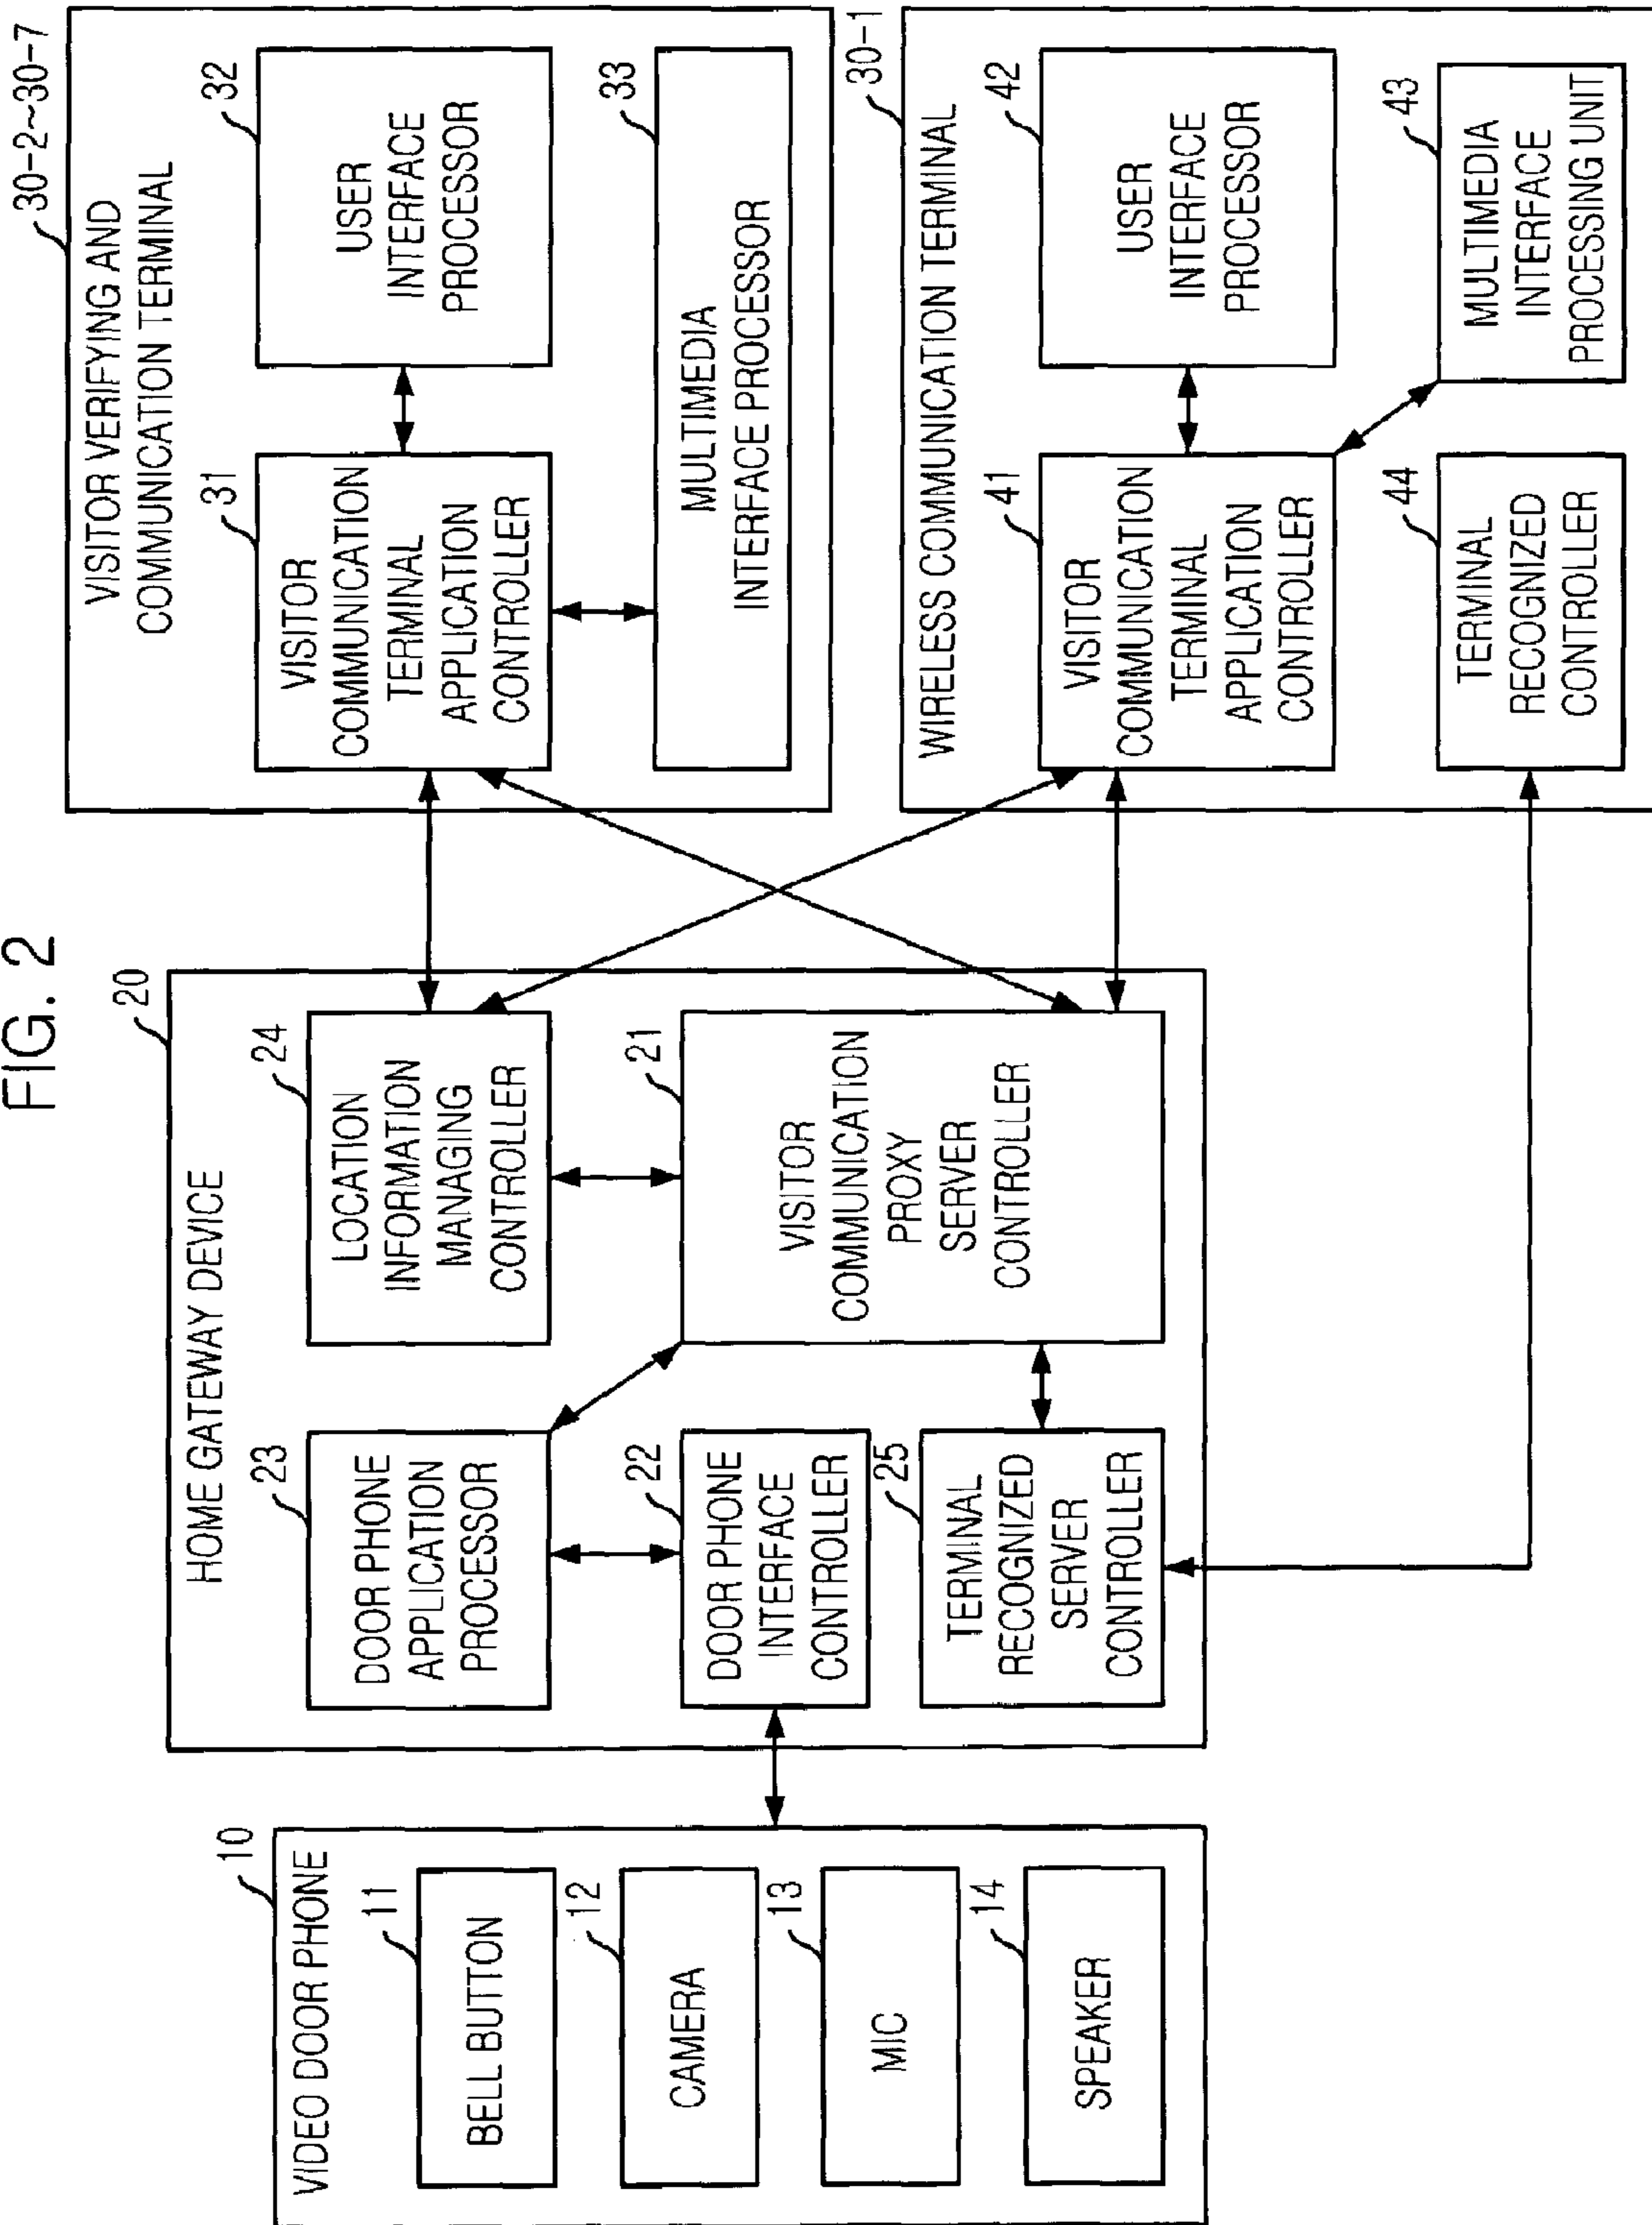 FIG. 2
10
VIDEO DOOR PHONE
11
BELL BUTTON
12
CAMERA
13
MIC
14
SPEAKER
20
HOME GATEWAY DEVICE
23
DOOR PHONE
APPLICATION
PROCESSOR
24
LOCATION
INFORMATION
MANAGING
CONTROLLER
22
DOOR PHONE
INTERFACE
CONTROLLER
21
VISITOR
COMMUNICATION
PROXY
SERVER
CONTROLLER
25
TERMINAL
RECOGNIZED
SERVER
CONTROLLER
30-2~30-7
VISITOR VERIFYING AND
COMMUNICATION TERMINAL
31
VISITOR
COMMUNICATION
TERMINAL
APPLICATION
CONTROLLER
32
USER
INTERFACE
PROCESSOR
33
MULTIMEDIA
INTERFACE PROCESSOR
30-1
WIRELESS COMMUNICATION TERMINAL
41
VISITOR
COMMUNICATION
TERMINAL
APPLICATION
CONTROLLER
42
USER
INTERFACE
PROCESSOR
44
TERMINAL
RECOGNIZED
CONTROLLER
43
MULTIMEDIA
INTERFACE
PROCESSING UNIT